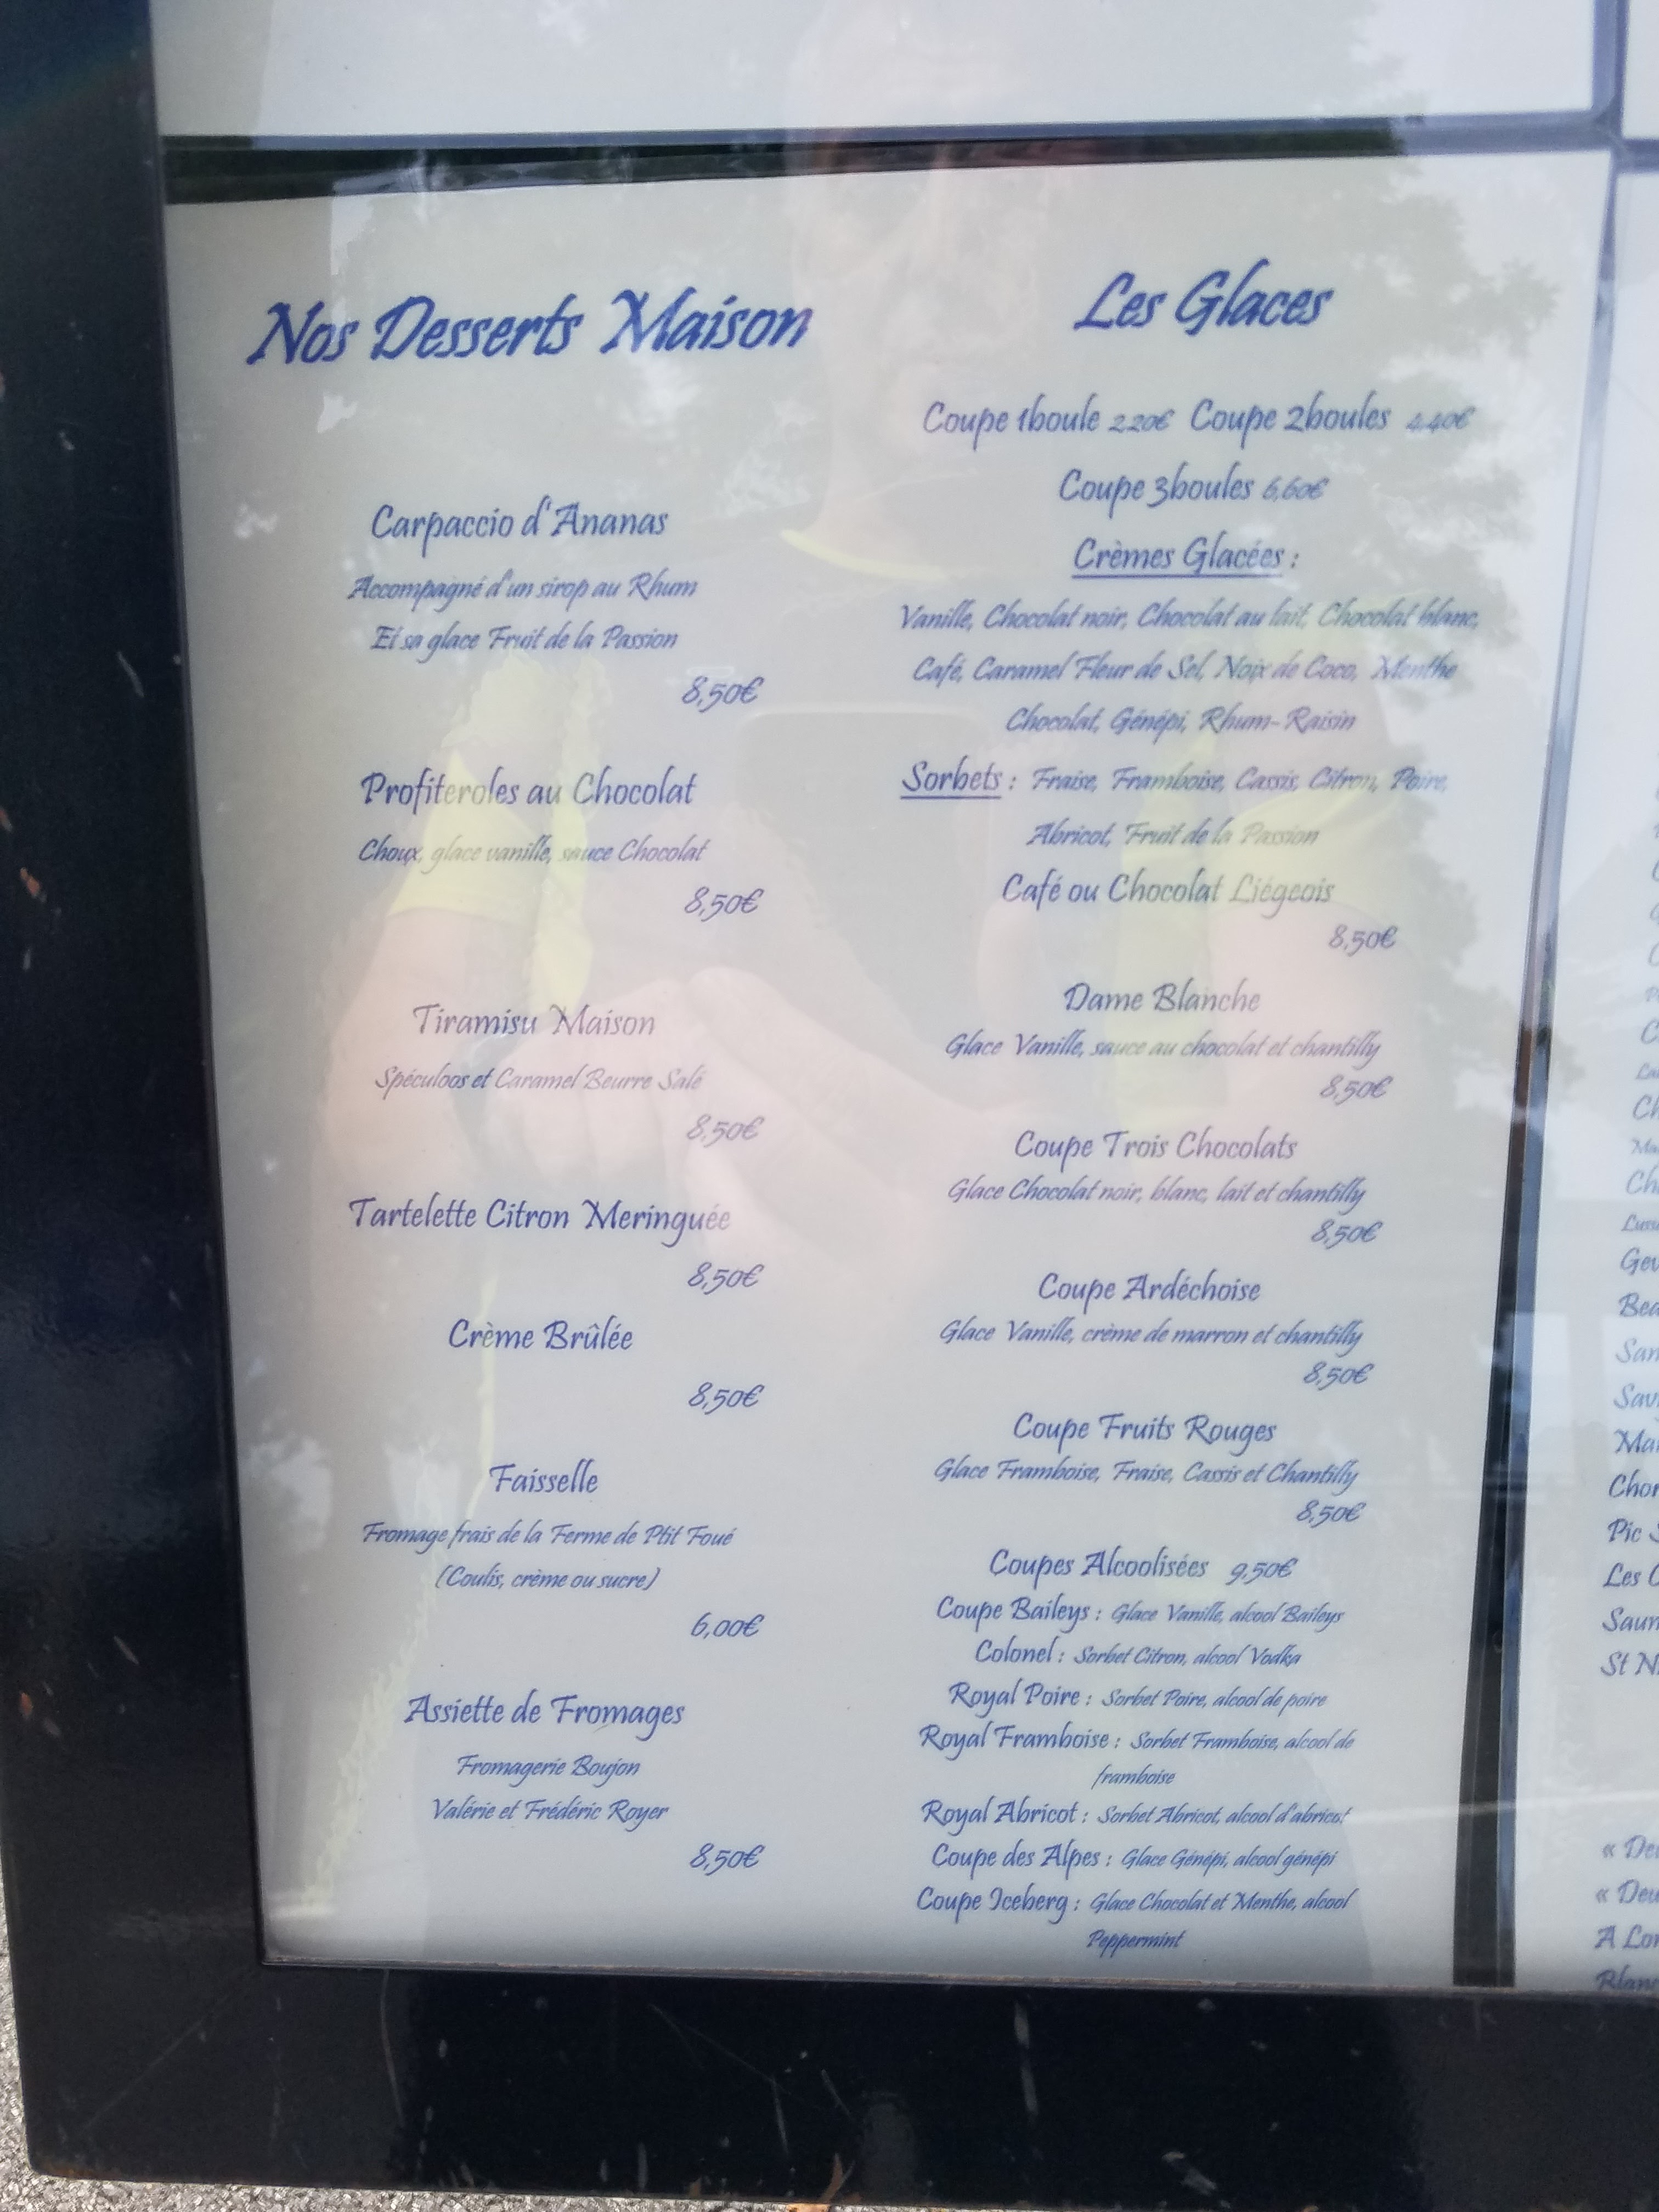 Nos Desserts Maison
Carpaccio d'Ananas
Accompagné d'un sirop au Rhum
Et sa glace Fruit de la Passion
8,50€
Profiteroles au Chocolat
Choux, glace vanille, sauce Chocolat
8,50€
Tiramisu Maison
Spéculoos et Caramel Beurre Salé
8,50€
Tartelette Citron Meringuée
8,50€
Crème Brûlée
8,50€
Faisselle
Fromage frais de la Ferme de Ptit Foué
(Coulis, crème ou sucre)
6,00€
Assiette de Fromages
Fromagerie Boujon
Valérie et Frédéric Royer
8,50€
Les Glaces
Coupe 1boule 2.20€ Coupe 2boules 4.40€
Coupe 3boules 6,60€
Crèmes Glacées :
Vanille, Chocolat noir, Chocolat au lait, Chocolat blanc,
Café, Caramel Fleur de Sel, Noix de Coco, Menthe
Chocolat, Génépi, Rhum-Raisin
Sorbets : Fraise, Framboise, Cassis, Citron, Poire,
Abricot, Fruit de la Passion
Café ou Chocolat Liégeois
8,50€
Dame Blanche
Glace Vanille, sauce au chocolat et chantilly
8,50€
Coupe Trois Chocolats
Glace Chocolat noir, blanc, lait et chantilly
8,50€
Coupe Ardéchoise
Glace Vanille, crème de marron et chantilly
8,50€
Coupe Fruits Rouges
Glace Framboise, Fraise, Cassis et Chantilly
8,50€
Coupes Alcoolisées 9,50€
Coupe Baileys : Glace Vanille, alcool Baileys
Colonel : Sorbet Citron, alcool Vodka
Royal Poire : Sorbet Poire, alcool de poire
Royal Framboise : Sorbet Framboise, alcool de
framboise
Royal Abricot : Sorbet Abricot, alcool d'abricot
Coupe des Alpes : Glace Génépi, alcool génépi
Coupe Iceberg : Glace Chocolat et Menthe, alcool
Peppermint
Pic
Les
St
A